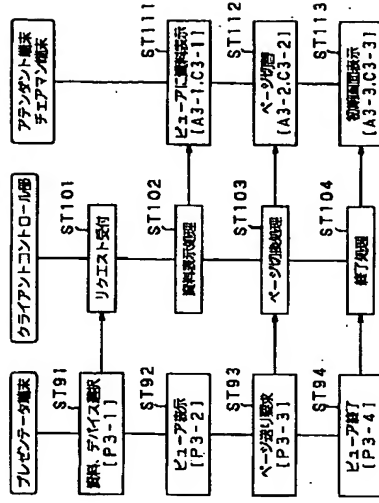 プレゼンテータ端末
ST91
資料、デバイス選択
[P3-1]
ST92
ビューア表示
[P3-2]
ST93
ページ送り要求
[P3-3]
ST94
ビューア終了
[P3-4]
クライアントコントロール部
ST101
リクエスト受付
ST102
資料表示処理
ST103
ページ切換処理
ST104
終了処理
アテンダント端末
チェアマン端末
ST111
ビューアに資料表示
[A3-1,C3-1]
ST112
ページ切替
[A3-2,C3-2]
ST113
初期画面表示
[A3-3,C3-3]